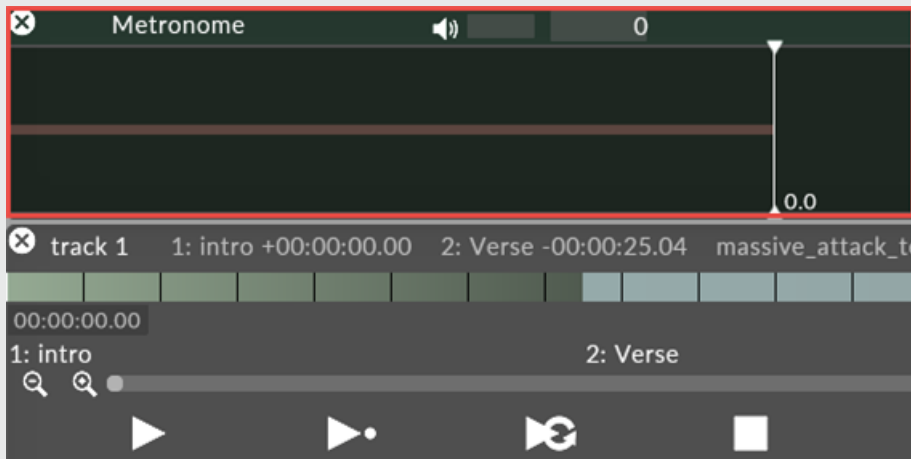 Metronome 0
0.0
track 1 1: intro +00:00:00.00 2: Verse -00:00:25.04 massive_attack_t
00:00:00.00
1: intro 2: Verse